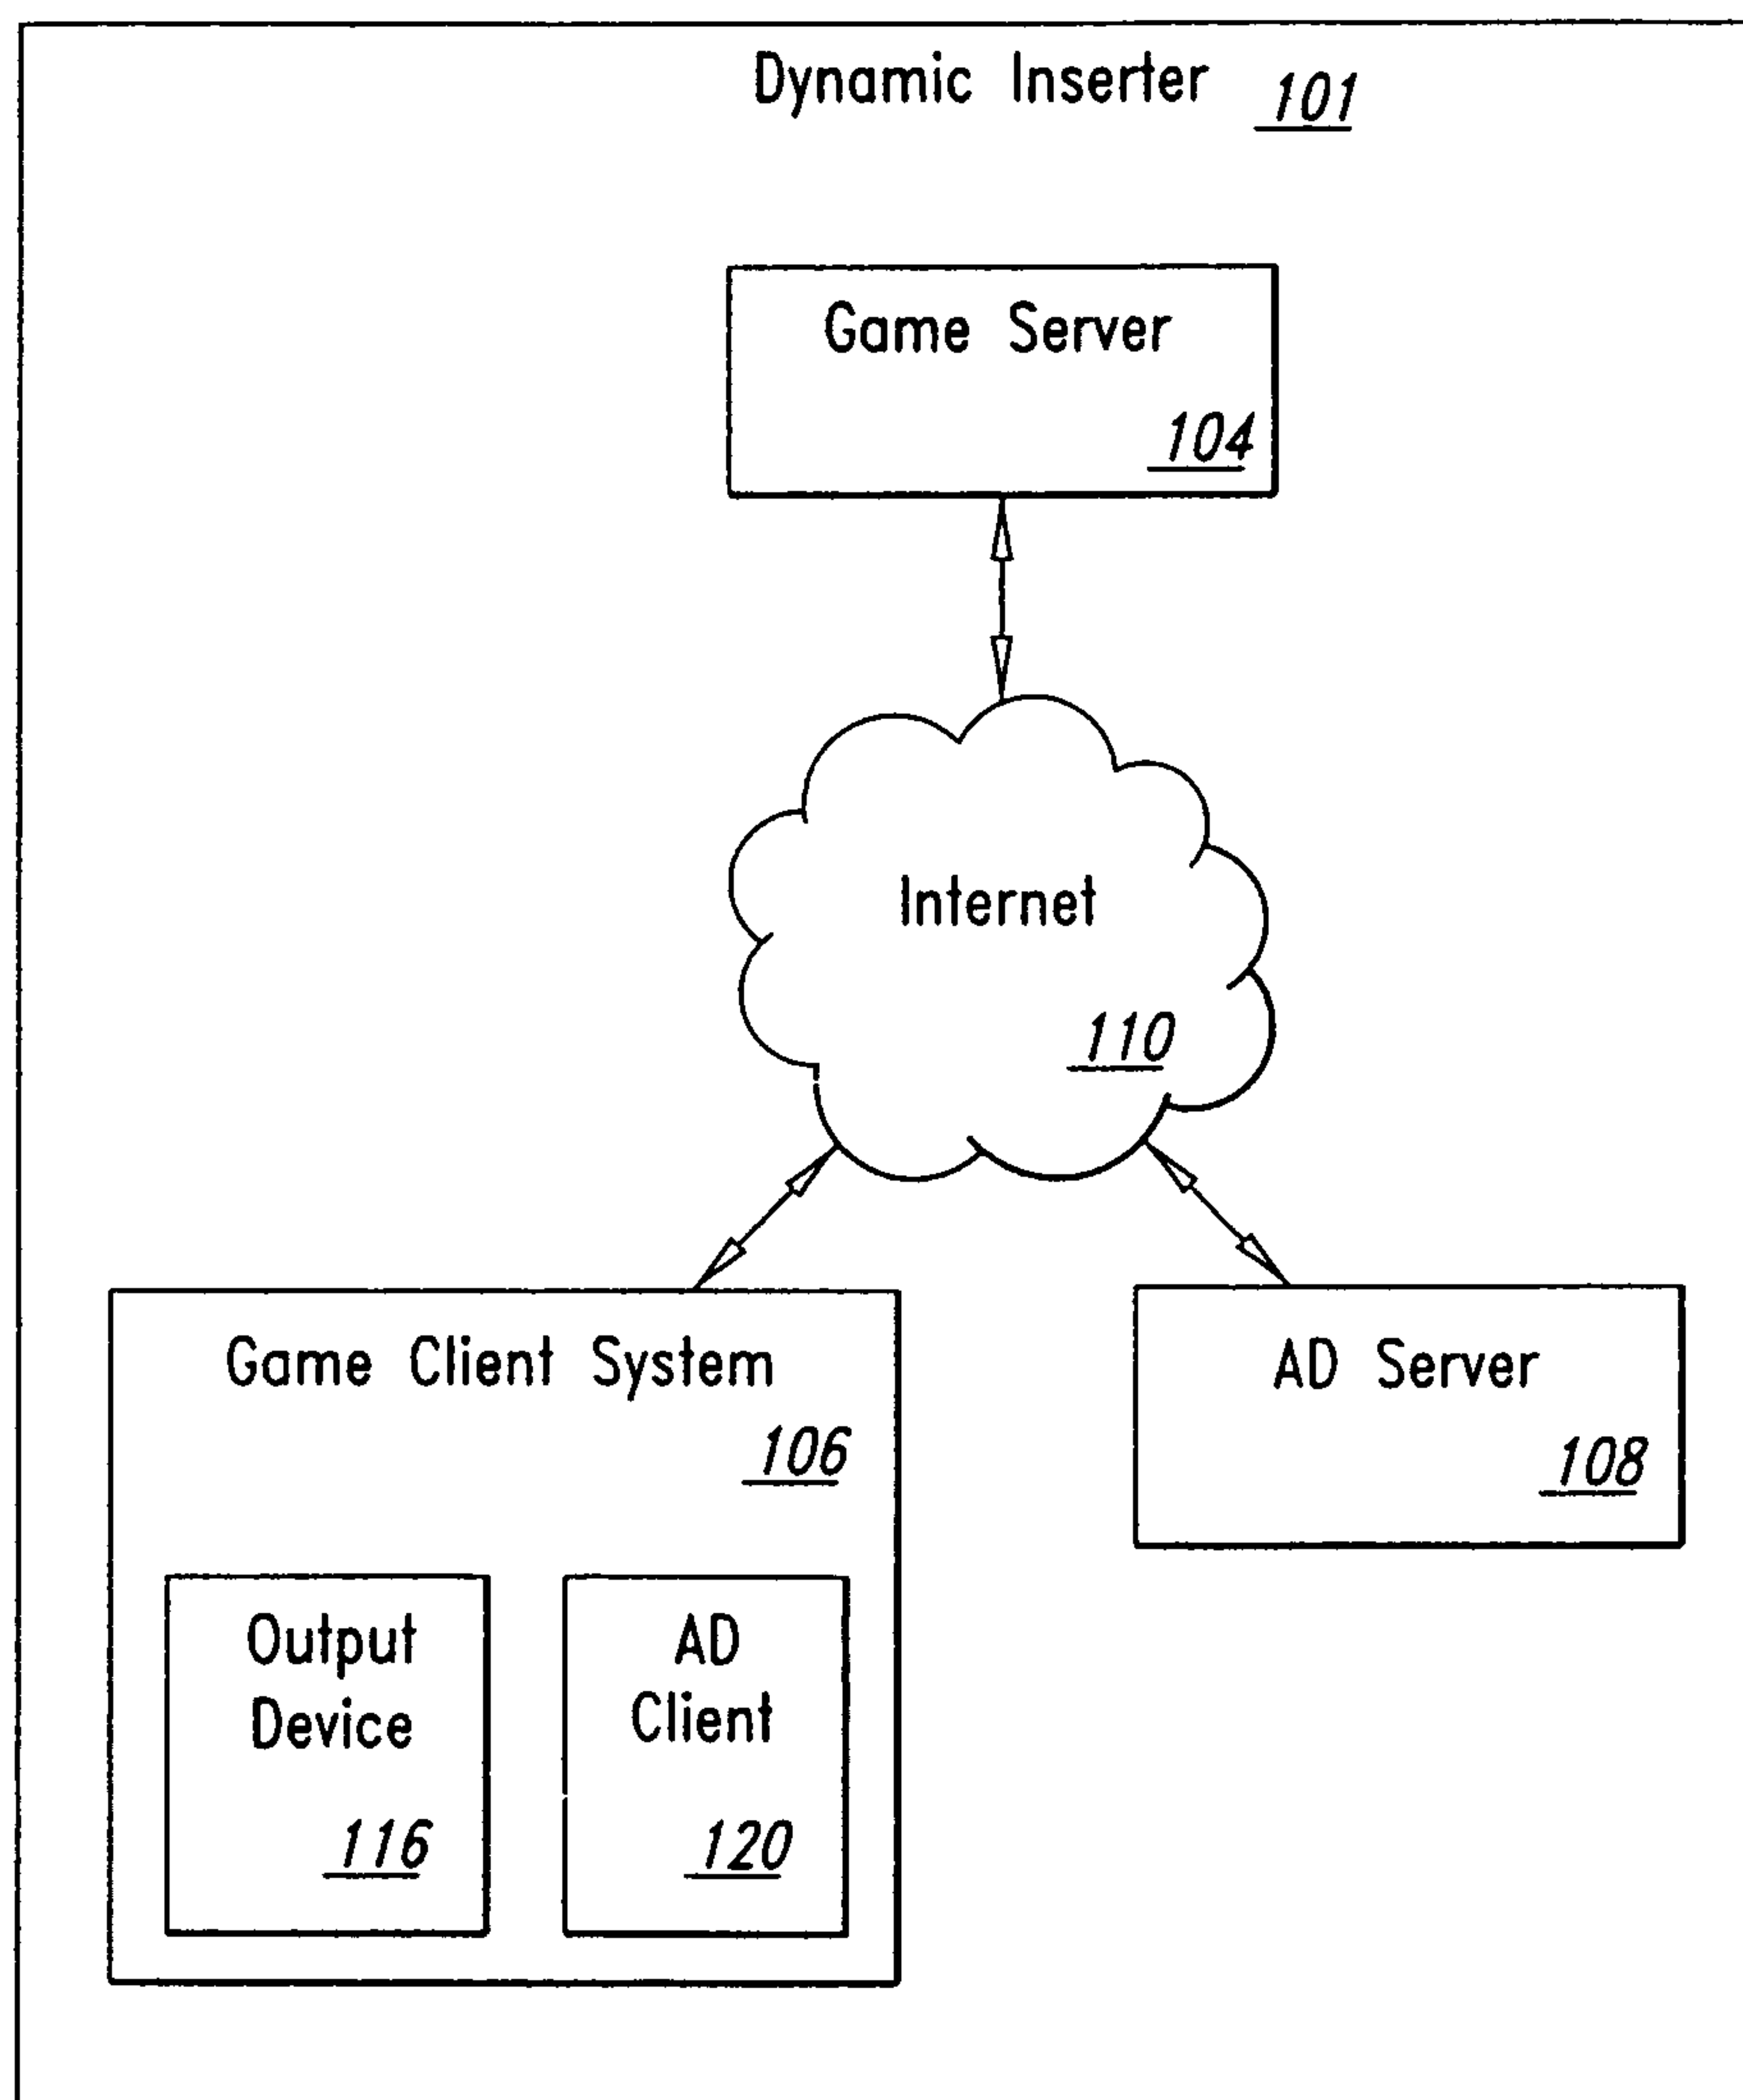 Dynamic Inserter 101
Game Server
104
Internet
110
Game Client System
106
AD Server
108
Output
Device
116
AD
Client
120